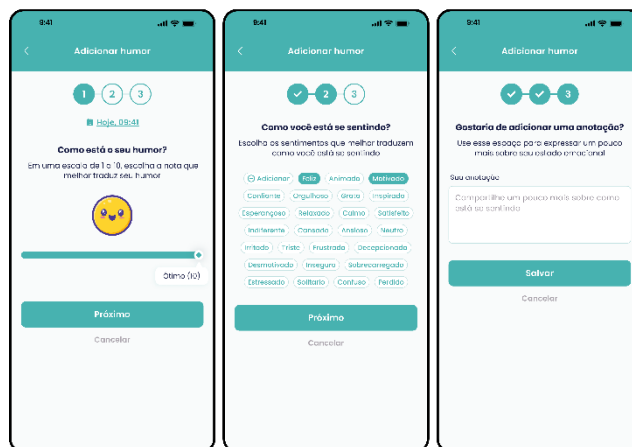 9:41
Adicionar humor
1 2 3
Hoje, 09:41
Como está o seu humor?
Em uma escala de 1 a 10, escolha a nota que
melhor traduz seu humor
Ótimo (10)
Próximo
Cancelar
9:41
Adicionar humor
2 3
Como você está se sentindo?
Escolha os sentimentos que melhor traduzem
como você está se sentindo
Adicionar Feliz Animado Motivado
Confiante Orgulhoso Grato Inspirado
Esperançoso Relaxado Calmo Satisfeito
Indiferente Cansado Ansioso Neutro
Irritado Triste Frustrado Decepcionado
Desmotivado Inseguro Sobrecarregado
Estressado Solitário Confuso Perdido
Próximo
Cancelar
9:41
Adicionar humor
3
Gostaria de adicionar uma anotação?
Use esse espaço para expressar um pouco
mais sobre seu estado emocional
Sua anotação
Compartilhe um pouco mais sobre como
está se sentindo
Salvar
Cancelar